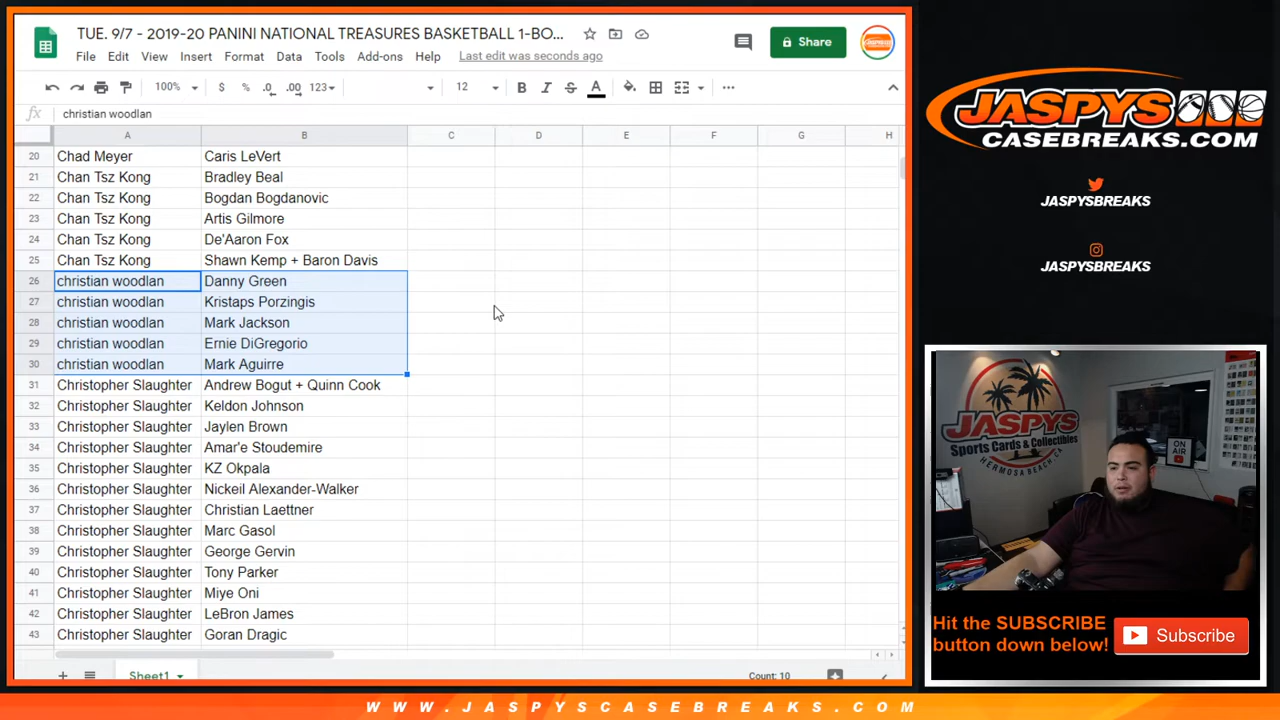 TUE. 9/7 - 2019-20 PANINI NATIONAL TREASURES BASKETBALL 1-BO...
File Edit View Insert Format Data Tools Add-ons Help Last edit was seconds ago
Share
100% $ % .0 .00 123 12 B I S A
fx christian woodlan
A B C D E F G H
20 Chad Meyer Caris LeVert
21 Chan Tsz Kong Bradley Beal
22 Chan Tsz Kong Bogdan Bogdanovic
23 Chan Tsz Kong Artis Gilmore
24 Chan Tsz Kong De'Aaron Fox
25 Chan Tsz Kong Shawn Kemp + Baron Davis
26 christian woodlan Danny Green
27 christian woodlan Kristaps Porzingis
28 christian woodlan Mark Jackson
29 christian woodlan Ernie DiGregorio
30 christian woodlan Mark Aguirre
31 Christopher Slaughter Andrew Bogut + Quinn Cook
32 Christopher Slaughter Keldon Johnson
33 Christopher Slaughter Jaylen Brown
34 Christopher Slaughter Amar'e Stoudemire
35 Christopher Slaughter KZ Okpala
36 Christopher Slaughter Nickeil Alexander-Walker
37 Christopher Slaughter Christian Laettner
38 Christopher Slaughter Marc Gasol
39 Christopher Slaughter George Gervin
40 Christopher Slaughter Tony Parker
41 Christopher Slaughter Miye Oni
42 Christopher Slaughter LeBron James
43 Christopher Slaughter Goran Dragic
Sheet1
Count: 10
JASPYS
CASEBREAKS.COM
JASPYSBREAKS
JASPYSBREAKS
JASPYS
Sports Cards & Collectibles
HERMOSA BEACH, CA
ON AIR
Hit the SUBSCRIBE
button down below!
Subscribe
WWW.JASPYSCASEBREAKS.COM